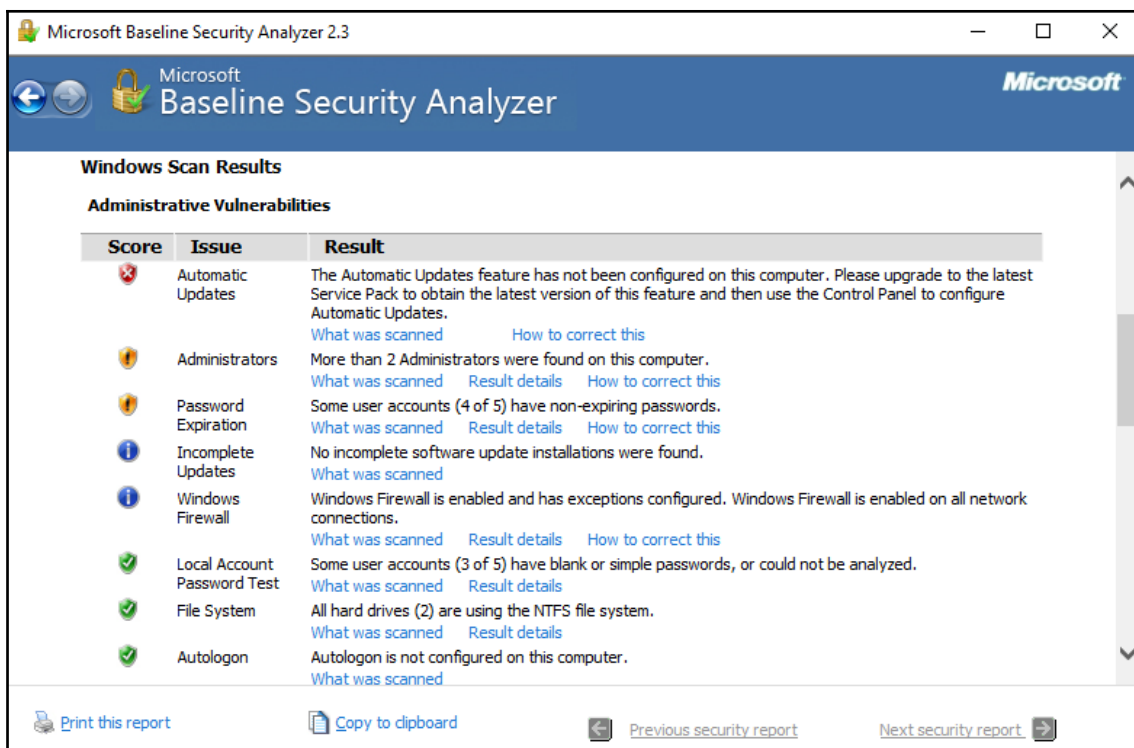 Microsoft Baseline Security Analyzer 2.3
Microsoft
Baseline Security Analyzer
Microsoft
Windows Scan Results
Administrative Vulnerabilities
Score Issue Result
Automatic Updates
The Automatic Updates feature has not been configured on this computer. Please upgrade to the latest
Service Pack to obtain the latest version of this feature and then use the Control Panel to configure
Automatic Updates.
What was scanned How to correct this
Administrators
More than 2 Administrators were found on this computer.
What was scanned Result details How to correct this
Password
Expiration
Some user accounts (4 of 5) have non-expiring passwords.
What was scanned Result details How to correct this
Incomplete
Updates
No incomplete software update installations were found.
What was scanned
Windows
Firewall
Windows Firewall is enabled and has exceptions configured. Windows Firewall is enabled on all network
connections.
What was scanned Result details How to correct this
Local Account
Password Test
Some user accounts (3 of 5) have blank or simple passwords, or could not be analyzed.
What was scanned Result details
File System
All hard drives (2) are using the NTFS file system.
What was scanned Result details
Autologon
Autologon is not configured on this computer.
What was scanned
Print this report Copy to clipboard Previous security report Next security report